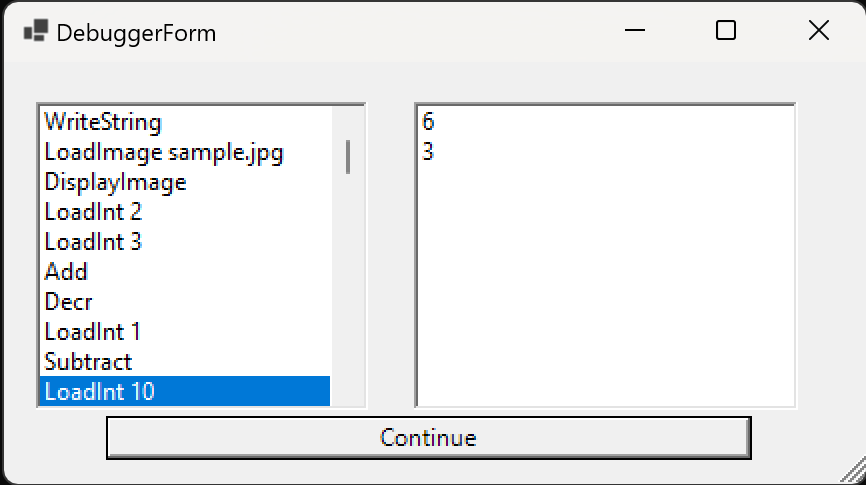 DebuggerForm
WriteString
LoadImage sample.jpg
DisplayImage
LoadInt 2
LoadInt 3
Add
Decr
LoadInt 1
Subtract
LoadInt 10
6
3
Continue